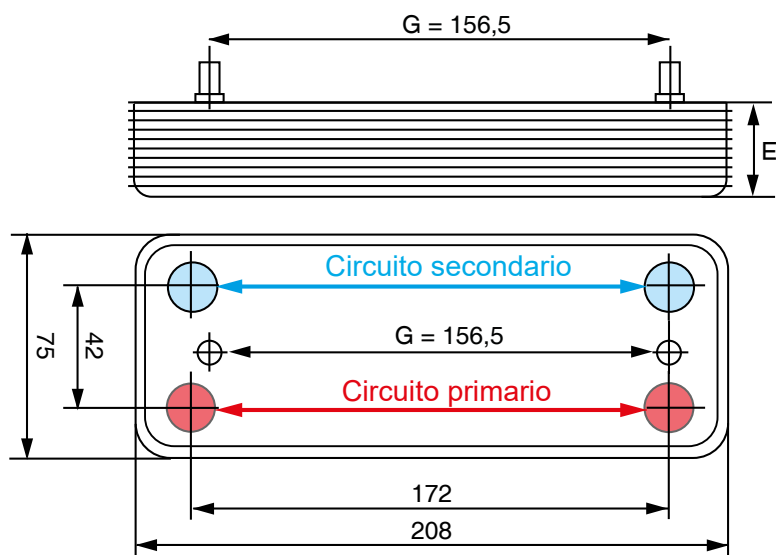 G = 156,5
E
Circuito secondario
G = 156,5
75
42
Circuito primario
172
208